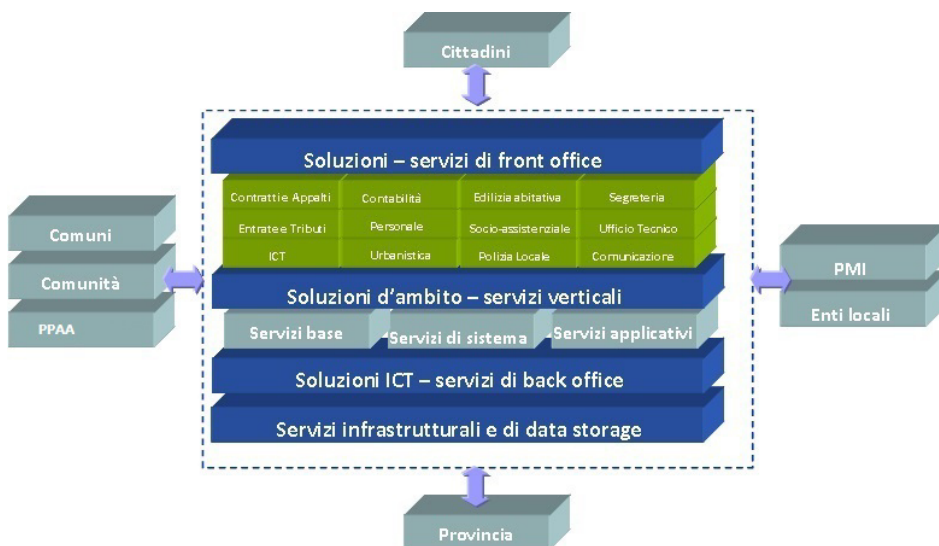 Cittadini
Soluzioni – servizi di front office
Contratti e Appalti
Contabilità
Edilizia abitativa
Segreteria
Entrate e Tributi
Personale
Socio-assistenziale
Ufficio Tecnico
ICT
Urbanistica
Polizia Locale
Comunicazione
Soluzioni d'ambito – servizi verticali
Servizi base
Servizi di sistema
Servizi applicativi
Soluzioni ICT – servizi di back office
Servizi infrastrutturali e di data storage
Comuni
Comunità
PPAA
PMI
Enti locali
Provincia